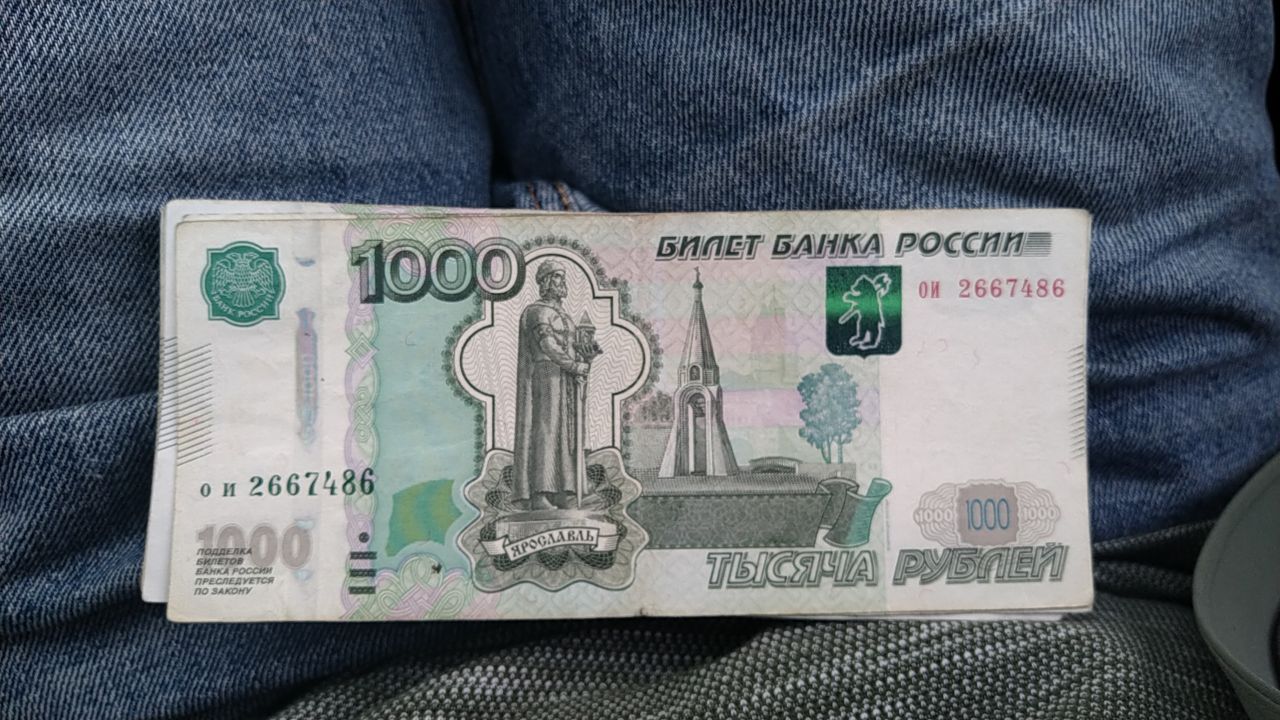 1000
БИЛЕТ БАНКА РОССИИ
ои 2667486
БАНК РОССИИ
1000
ои 2667486
ЯРОСЛАВЛЬ
1000
1000
1000
1000
ПОДДЕЛКА
БИЛЕТОВ
БАНКА РОССИИ
ПРЕСЛЕДУЕТСЯ
ПО ЗАКОНУ
ТЫСЯЧА РУБЛЕЙ